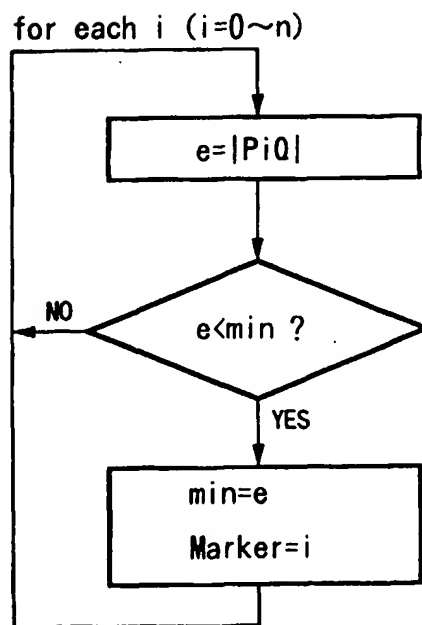 for each i (i=0～n)
e=|PiQ|
e<min ?
NO
YES
min=e
Marker=i